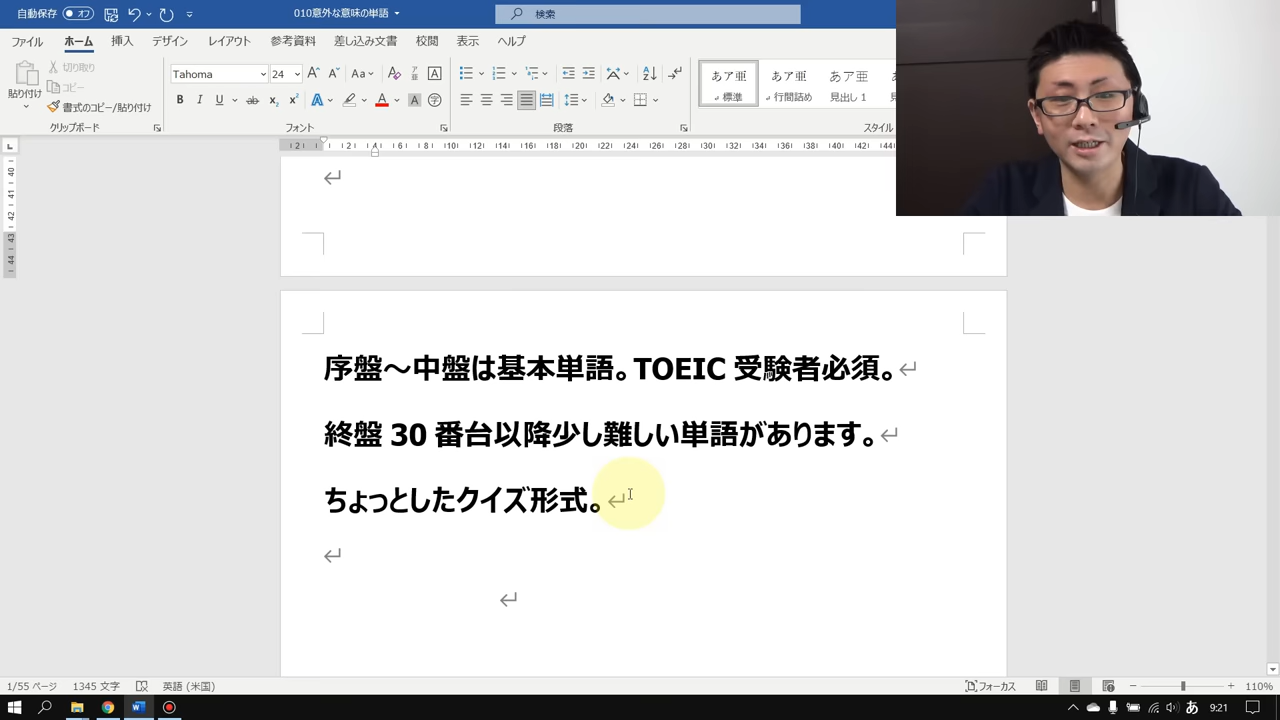 自動保存 オフ 010意外な意味の単語 検索
ファイル ホーム 挿入 デザイン レイアウト 参考資料 差し込み文書 校閲 表示 ヘルプ
貼り付け 切り取り コピー 書式のコピー/貼り付け
クリップボード
Tahoma 24 Aa ア亜 A
B I U ab x₂ x² A A A 字
フォント
段落
あア亜 標準 あア亜 行間詰め あア亜 見出し 1
スタイル
序盤～中盤は基本単語。TOEIC 受験者必須。
終盤 30 番台以降少し難しい単語があります。
ちょっとしたクイズ形式。
1/55 ページ 1345 文字 英語 (米国) フォーカス 110%
あ 9:21